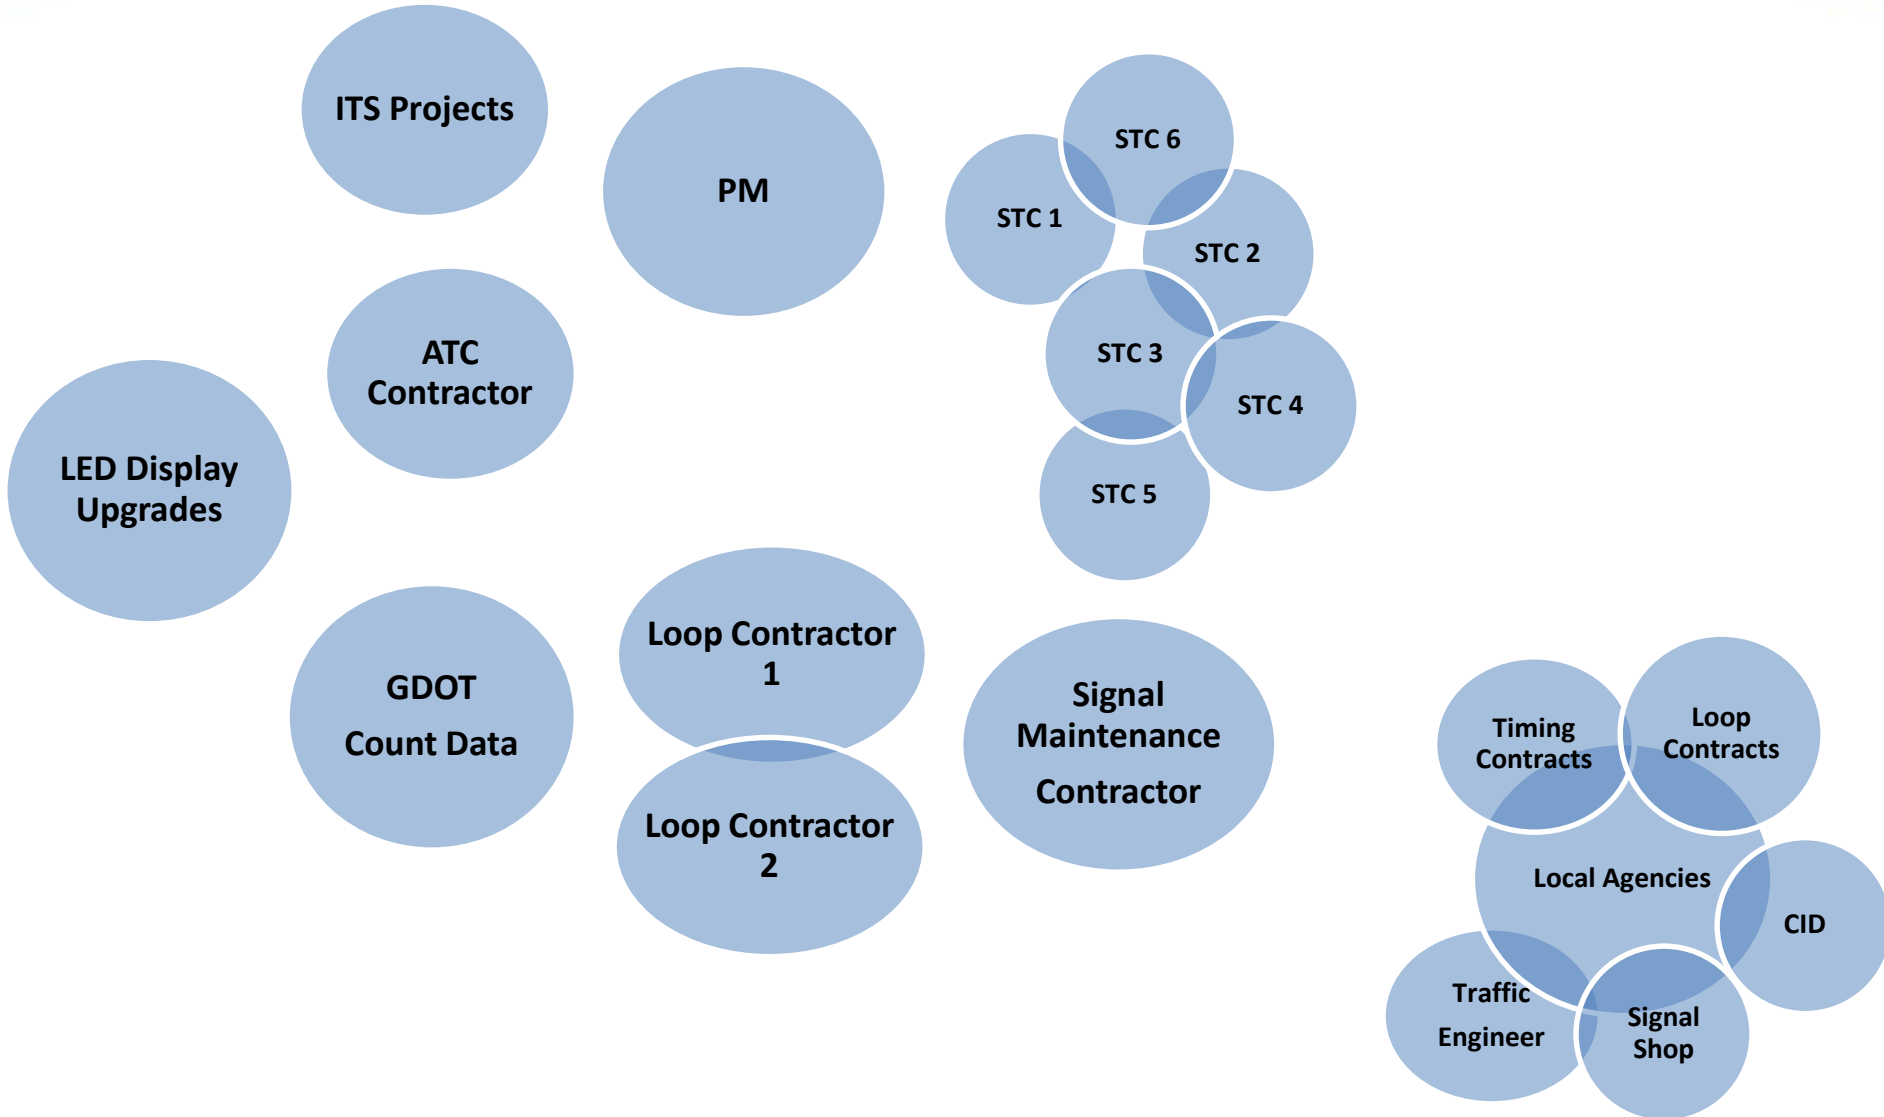 ITS Projects
PM
STC 6
STC 1
STC 2
STC 3
STC 4
STC 5
ATC
Contractor
LED Display
Upgrades
GDOT
Count Data
Loop Contractor
1
Loop Contractor
2
Signal
Maintenance
Contractor
Timing
Contracts
Loop
Contracts
Local Agencies
CID
Traffic
Engineer
Signal
Shop